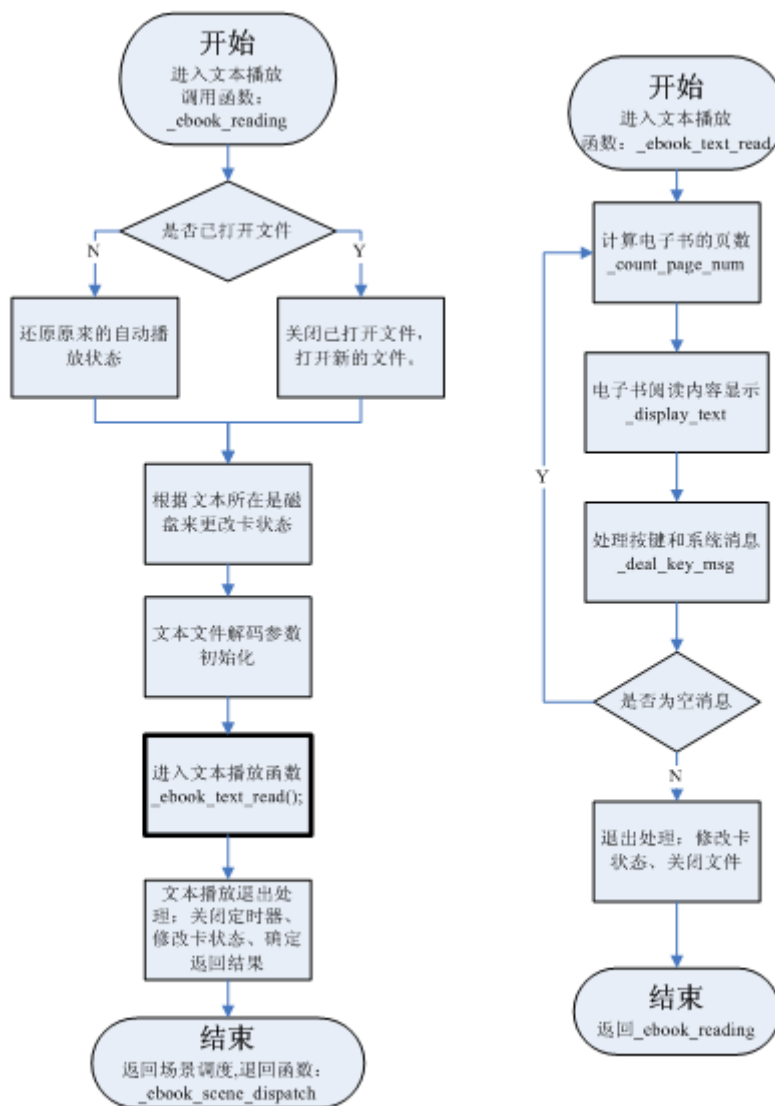 开始
进入文本播放
调用函数：
_ebook_reading
是否已打开文件
N
Y
还原原来的自动播
放状态
关闭已打开文件，
打开新的文件。
根据文本所在是磁
盘来更改卡状态
文本文件解码参数
初始化
进入文本播放函数
_ebook_text_read();
文本播放退出处
理：关闭定时器、
修改卡状态、确定
返回结果
结束
返回场景调度,退回函数：
_ebook_scene_dispatch
开始
进入文本播放
函数：_ebook_text_read
计算电子书的页数
_count_page_num
电子书阅读内容显示
_display_text
Y
处理按键和系统消息
_deal_key_msg
是否为空消息
N
退出处理：修改卡
状态、关闭文件
结束
返回_ebook_reading